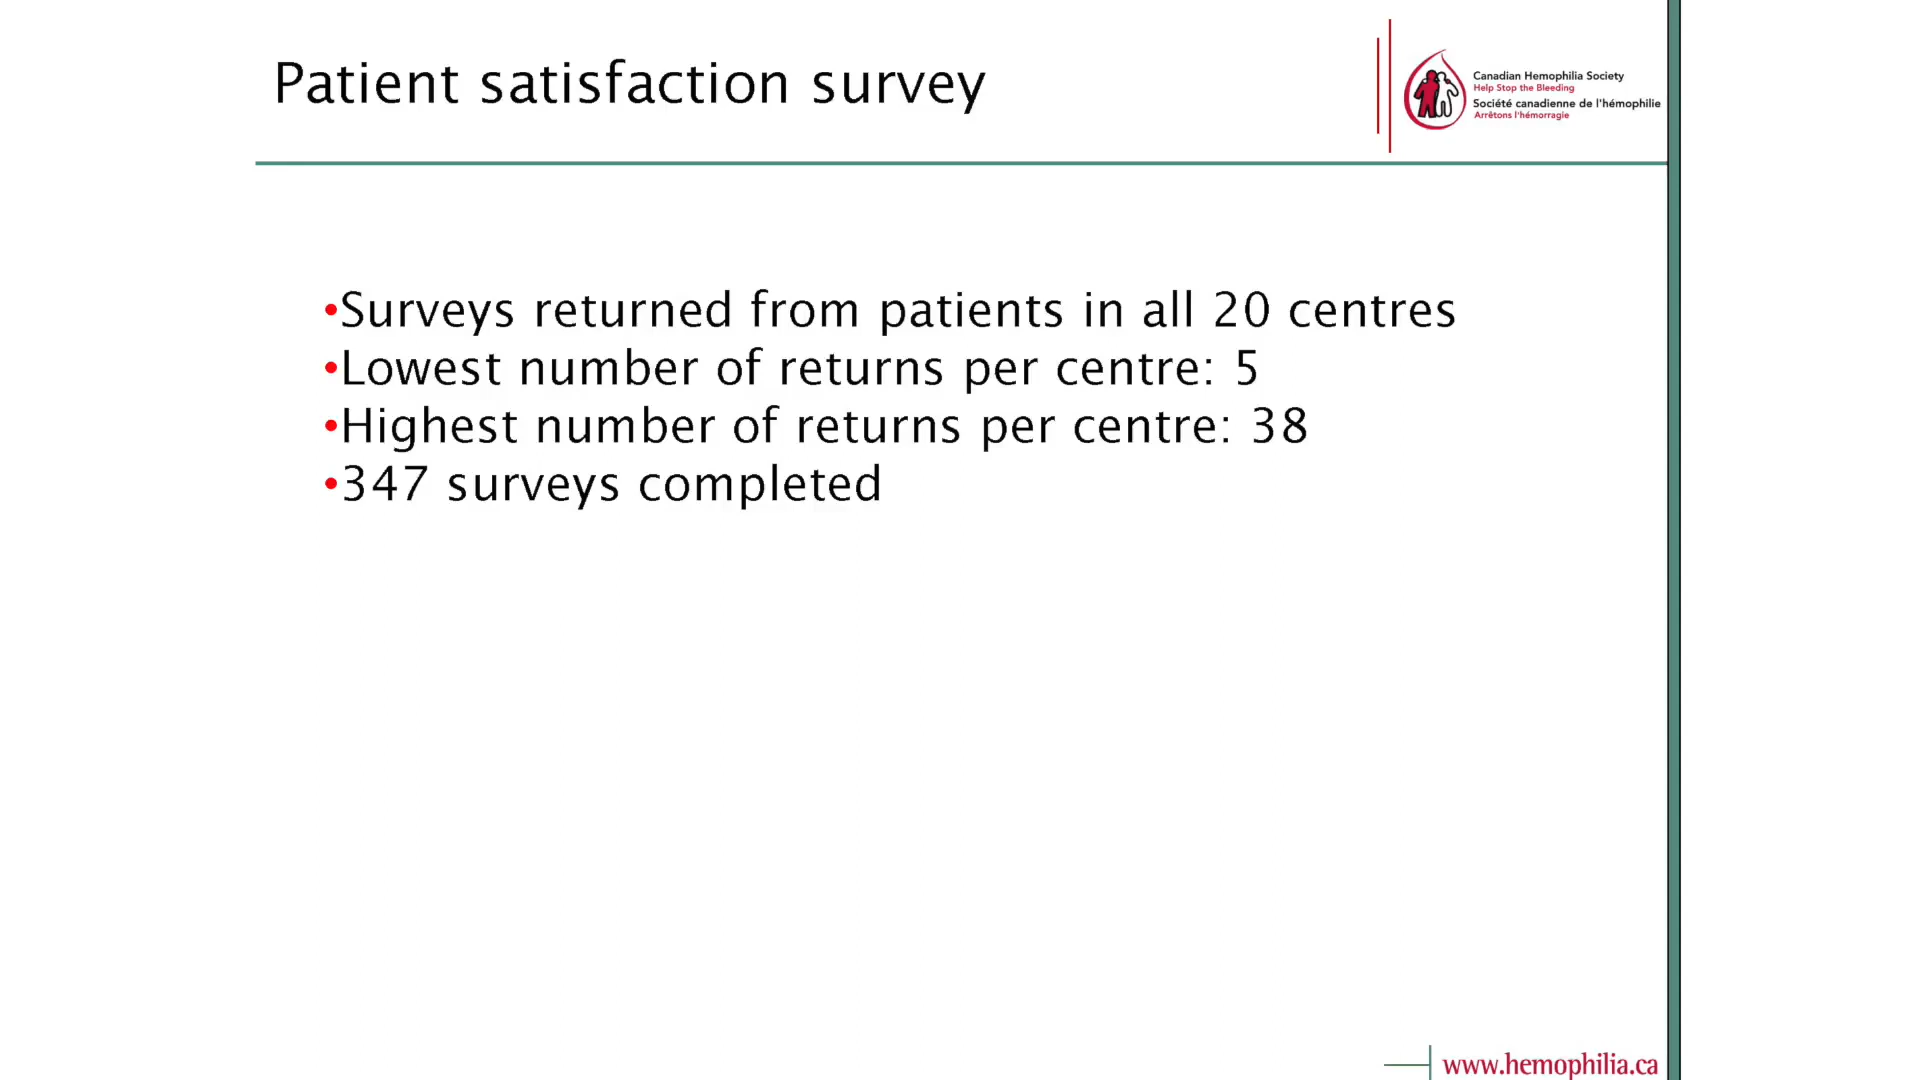 Patient satisfaction survey
Canadian Hemophilia Society
Help Stop the Bleeding
Société canadienne de l'hémophilie
Arrêtons l'hémorragie
•Surveys returned from patients in all 20 centres
•Lowest number of returns per centre: 5
•Highest number of returns per centre: 38
•347 surveys completed
www.hemophilia.ca